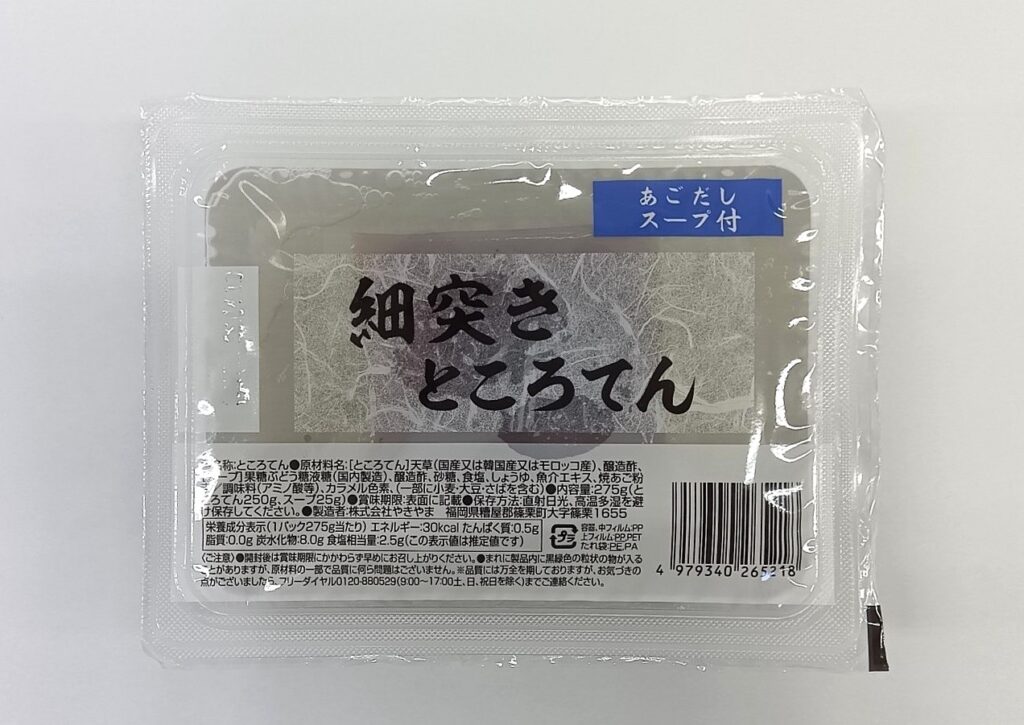 あごだし
スープ付
細突き
ところてん
称:ところてん●原材料名:[ところてん]天草(国産又は韓国産又はモロッコ産)、醸造酢、
ープ]果糖ぶどう糖液糖(国内製造)、醸造酢、砂糖、食塩、しょうゆ、魚介エキス、焼あご粉
調味料(アミノ酸等)、カラメル色素、(一部に小麦・大豆・さばを含む)●内容量:275g(と
ろてん250g、スープ25g)●賞味期限:表面に記載●保存方法:直射日光、高温多湿を避
け保存してください。●製造者:株式会社やきやま 福岡県糟屋郡篠栗町大字篠栗1655
栄養成分表示(1パック275g当たり) エネルギー:30kcal たんぱく質:0.5g
脂質:0.0g 炭水化物:8.0g 食塩相当量:2.5g(この表示値は推定値です)
プラ
容器、中フィルム:PP
上フィルム:PP,PET
たれ袋:PE,PA
〈ご注意〉●開封後は賞味期限にかかわらず早めにお召し上がりください。●まれに製品内に黒緑色の粒状の物が入る
とがありますが、原材料の一部で品質に何ら問題はございません。※品質には万全を期しておりますが、お気づきの
点がございましたら、フリーダイヤル0120-880529(9:00〜17:00土、日、祝日を除く)までご連絡ください。
4 979340 265218